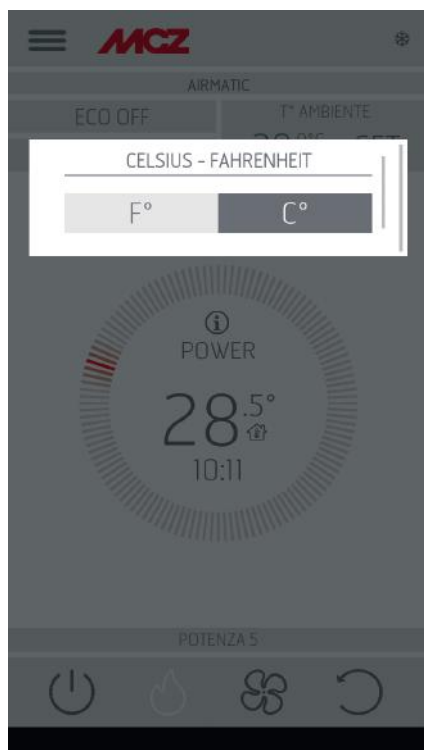 MCZ
AIRMATIC
ECO OFF
T° AMBIENTE
CELSIUS - FAHRENHEIT
F° C°
POWER
28.5°
10:11
POTENZA 5